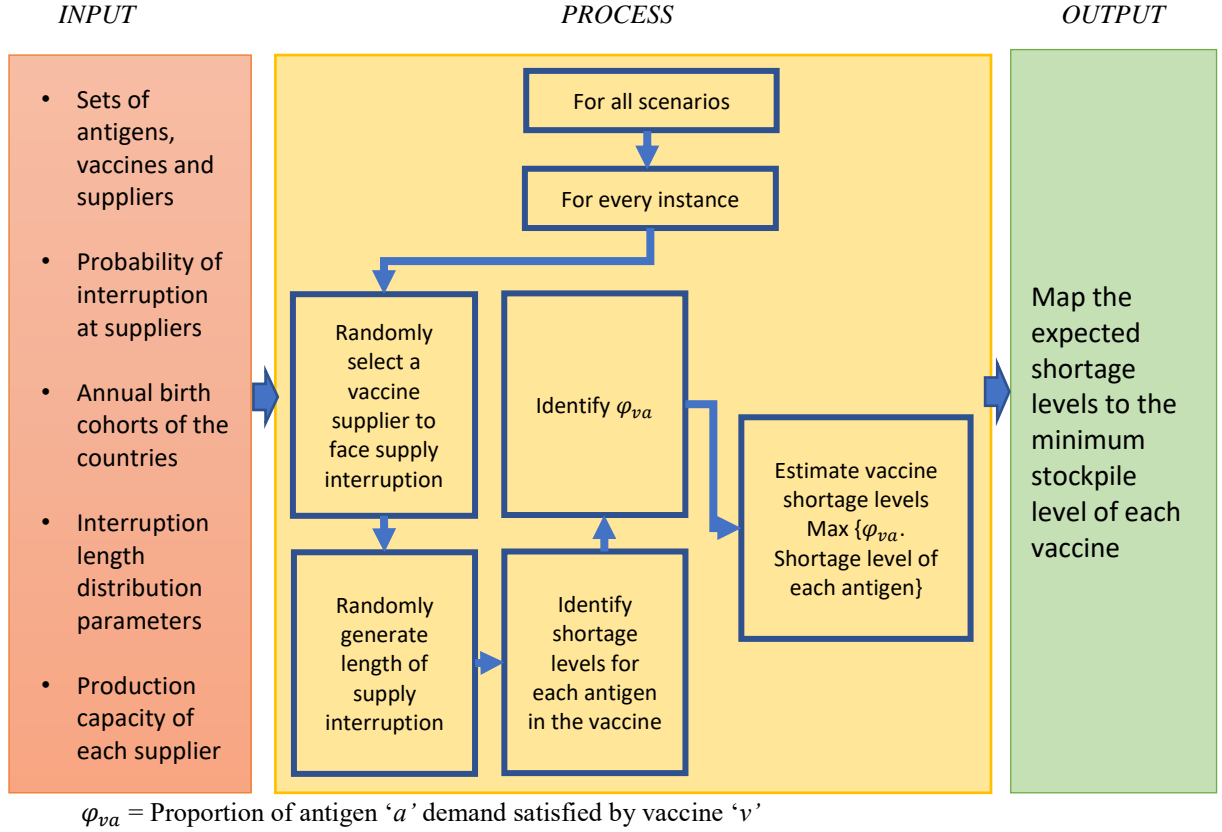 INPUT
PROCESS
OUTPUT
• Sets of
antigens,
vaccines and
suppliers
• Probability of
interruption
at suppliers
• Annual birth
cohorts of the
countries
• Interruption
length
distribution
parameters
• Production
capacity of
each supplier
For all scenarios
For every instance
Randomly
select a
vaccine
supplier to
face supply
interruption
Randomly
generate
length of
supply
interruption
Identify
shortage
levels for
each antigen
in the vaccine
Identify φ_va
Estimate vaccine
shortage levels
Max {φ_va.
Shortage level of
each antigen}
Map the
expected
shortage
levels to the
minimum
stockpile
level of each
vaccine
φ_va = Proportion of antigen ‘a’ demand satisfied by vaccine ‘v’